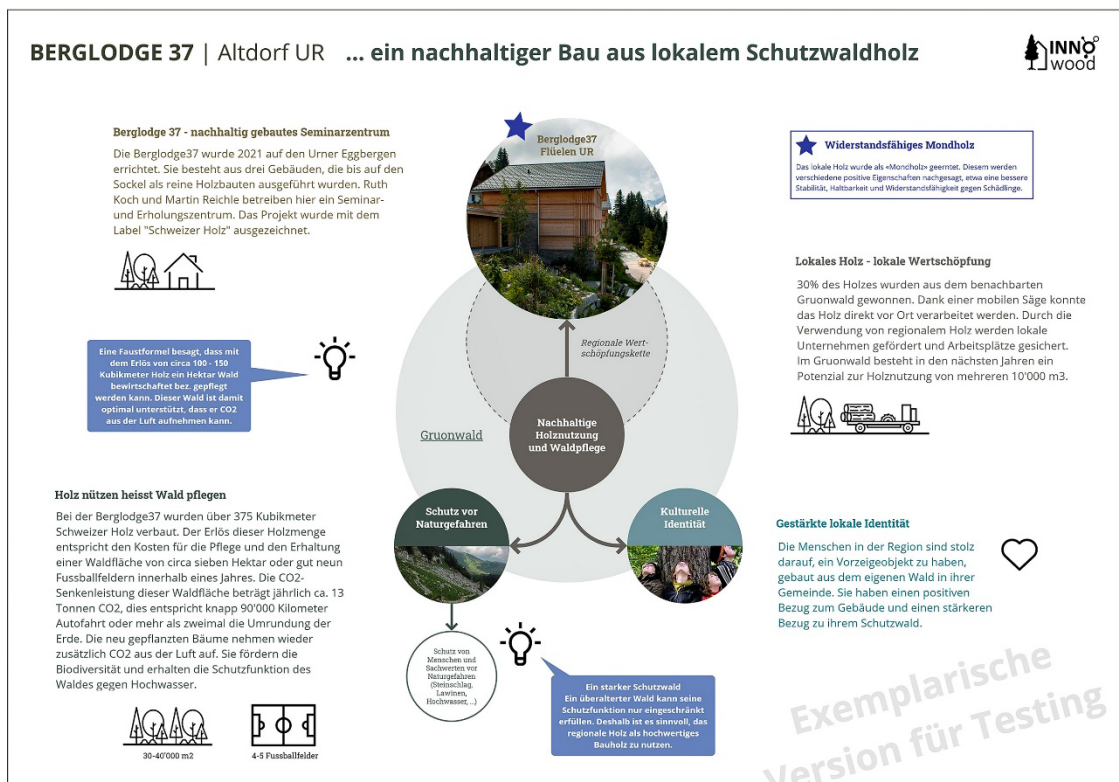 BERGLODGE 37 | Altdorf UR ... ein nachhaltiger Bau aus lokalem Schutzwaldholz
INNO
wood
Berglodge 37 - nachhaltig gebautes Seminarzentrum
Die Berglodge37 wurde 2021 auf den Urner Eggbergen
errichtet. Sie besteht aus drei Gebäuden, die bis auf den
Sockel als reine Holzbauten ausgeführt wurden. Ruth
Koch und Martin Reichle betreiben hier ein Seminar-
und Erholungszentrum. Das Projekt wurde mit dem
Label "Schweizer Holz" ausgezeichnet.
Eine Faustformel besagt, dass mit
dem Erlös von circa 100 - 150
Kubikmeter Holz ein Hektar Wald
bewirtschaftet bez. gepflegt
werden kann. Dieser Wald ist damit
optimal unterstützt, dass er CO2
aus der Luft aufnehmen kann.
Holz nützen heisst Wald pflegen
Bei der Berglodge37 wurden über 375 Kubikmeter
Schweizer Holz verbaut. Der Erlös dieser Holzmenge
entspricht den Kosten für die Pflege und den Erhaltung
einer Waldfläche von circa sieben Hektar oder gut neun
Fussballfeldern innerhalb eines Jahres. Die CO2-
Senkenleistung dieser Waldfläche beträgt jährlich ca. 13
Tonnen CO2, dies entspricht knapp 90'000 Kilometer
Autofahrt oder mehr als zweimal die Umrundung der
Erde. Die neu gepflanzten Bäume nehmen wieder
zusätzlich CO2 aus der Luft auf. Sie fördern die
Biodiversität und erhalten die Schutzfunktion des
Waldes gegen Hochwasser.
30-40'000 m2
4-5 Fussballfelder
Berglodge37
Flüelen UR
Regionale Wert-
schöpfungskette
Gruonwald
Nachhaltige
Holznutzung
und Waldpflege
Schutz vor
Naturgefahren
Kulturelle
Identität
Schutz von
Menschen und
Sachwerten vor
Naturgefahren
(Steinschlag,
Lawinen,
Hochwasser, ...)
Ein starker Schutzwald
Ein überalterter Wald kann seine
Schutzfunktion nur eingeschränkt
erfüllen. Deshalb ist es sinnvoll, das
regionale Holz als hochwertiges
Bauholz zu nutzen.
Widerstandsfähiges Mondholz
Das lokale Holz wurde als «Mondholz» geerntet. Diesem werden
verschiedene positive Eigenschaften nachgesagt, etwa eine bessere
Stabilität, Haltbarkeit und Widerstandsfähigkeit gegen Schädlinge.
Lokales Holz - lokale Wertschöpfung
30% des Holzes wurden aus dem benachbarten
Gruonwald gewonnen. Dank einer mobilen Säge konnte
das Holz direkt vor Ort verarbeitet werden. Durch die
Verwendung von regionalem Holz werden lokale
Unternehmen gefördert und Arbeitsplätze gesichert.
Im Gruonwald besteht in den nächsten Jahren ein
Potenzial zur Holznutzung von mehreren 10'000 m3.
Gestärkte lokale Identität
Die Menschen in der Region sind stolz
darauf, ein Vorzeigeobjekt zu haben,
gebaut aus dem eigenen Wald in ihrer
Gemeinde. Sie haben einen positiven
Bezug zum Gebäude und einen stärkeren
Bezug zu ihrem Schutzwald.
Exemplarische
Version für Testing